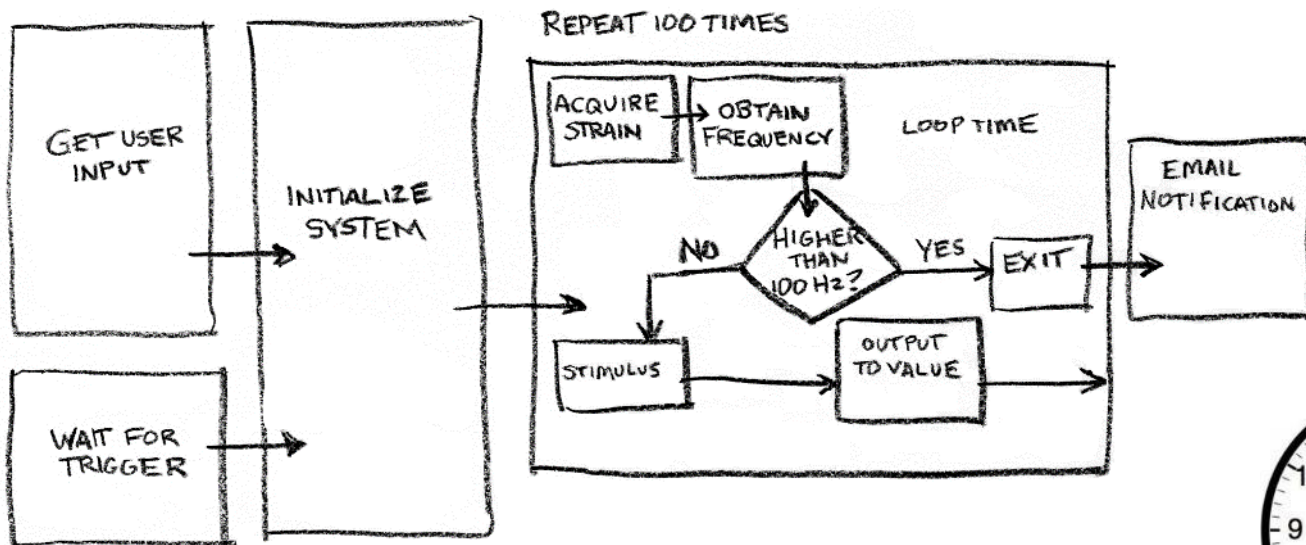 REPEAT 100 TIMES
GET USER
INPUT
WAIT FOR
TRIGGER
INITIALIZE
SYSTEM
ACQUIRE
STRAIN
OBTAIN
FREQUENCY
LOOP TIME
HIGHER
THAN
100 HZ?
NO
YES
EXIT
STIMULUS
OUTPUT
TO VALUE
EMAIL
NOTIFICATION
9